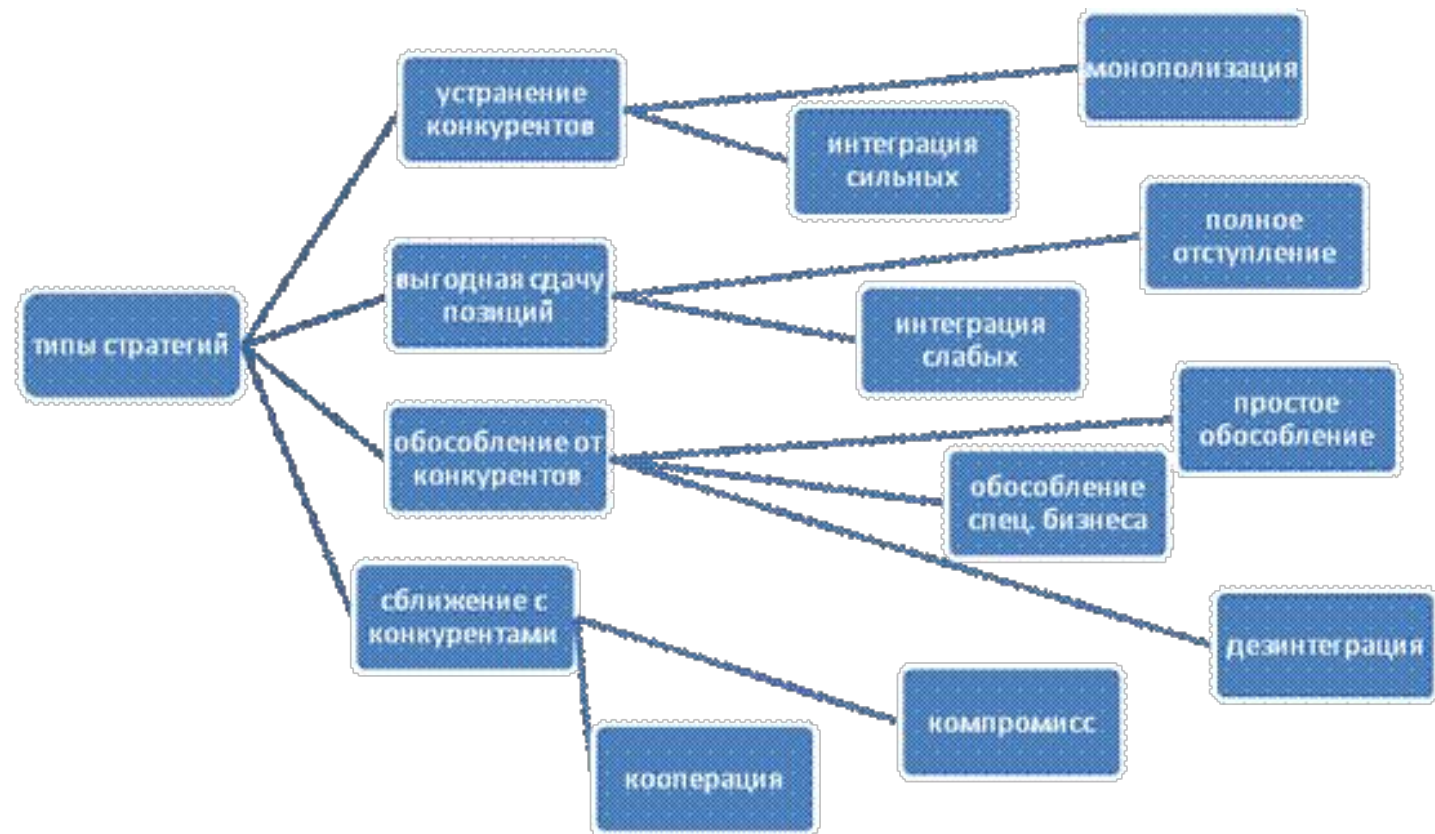 монополизация
устранение
конкурентов
интеграция
сильных
полное
отступление
выгодная сдачу
позиций
интеграция
слабых
типы стратегий
простое
обособление
обособление от
конкурентов
обособление
спец. бизнеса
сближение с
конкурентами
дезинтеграция
компромисс
кооперация